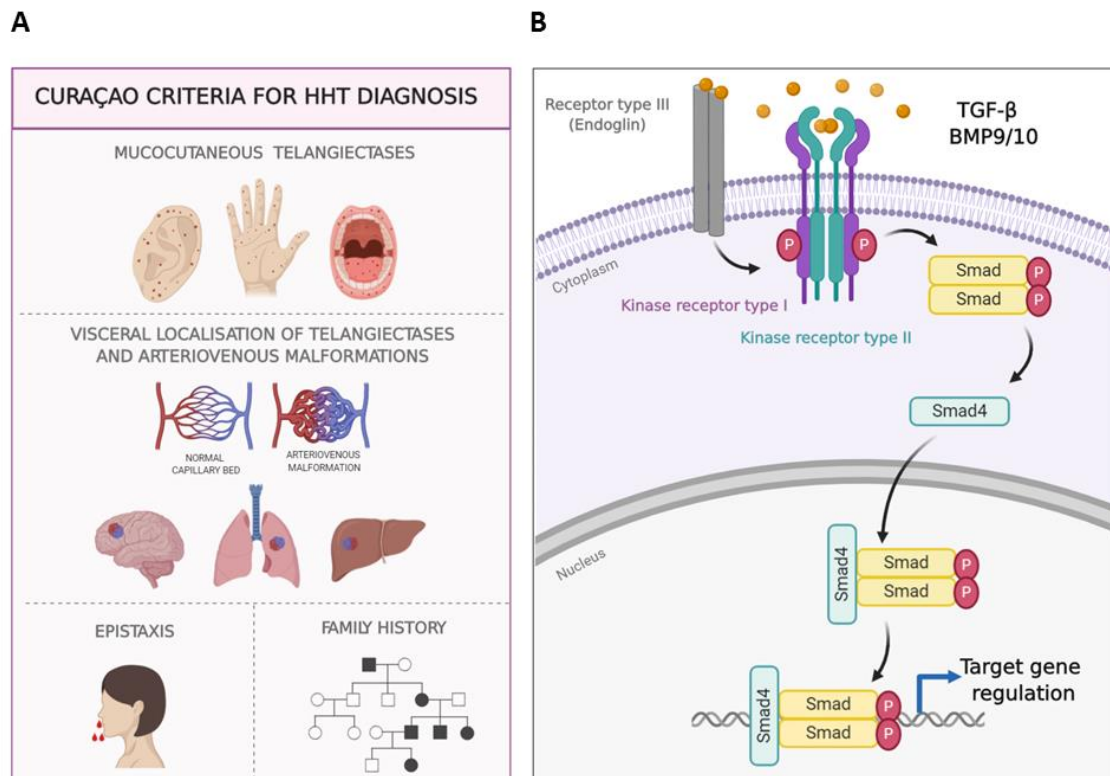 A
CURAÇAO CRITERIA FOR HHT DIAGNOSIS
MUCOCUTANEOUS TELANGIECTASES
VISCERAL LOCALISATION OF TELANGIECTASES
AND ARTERIOVENOUS MALFORMATIONS
NORMAL
CAPILLARY BED
ARTERIOVENOUS
MALFORMATION
EPISTAXIS
FAMILY HISTORY
B
Receptor type III
(Endoglin)
TGF-β
BMP9/10
P
P
Cytoplasm
Smad
P
Smad
P
Kinase receptor type I
Kinase receptor type II
Smad4
Nucleus
Smad4
Smad
P
Smad
P
Target gene
regulation
Smad4
Smad
P
Smad
P